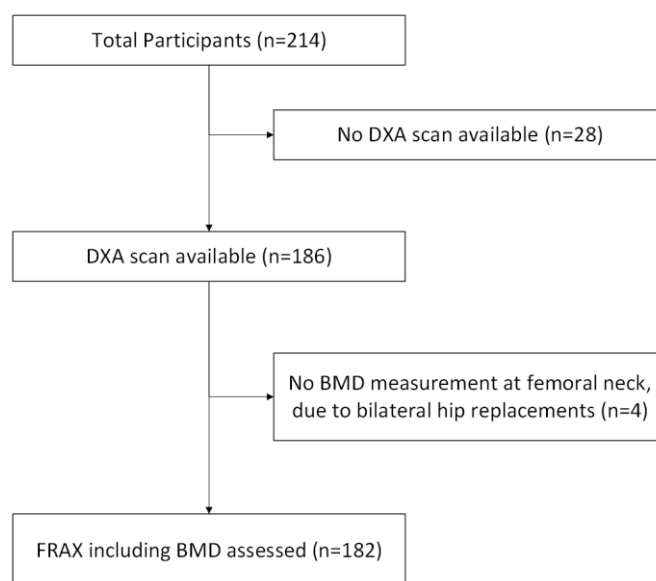 Total Participants (n=214)
No DXA scan available (n=28)
DXA scan available (n=186)
No BMD measurement at femoral neck,
due to bilateral hip replacements (n=4)
FRAX including BMD assessed (n=182)